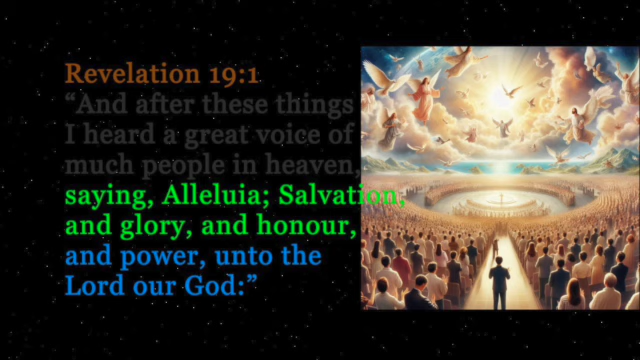 Revelation 19:1
“And after these things
I heard a great voice of
much people in heaven,
saying, Alleluia; Salvation,
and glory, and honour,
and power, unto the
Lord our God:”